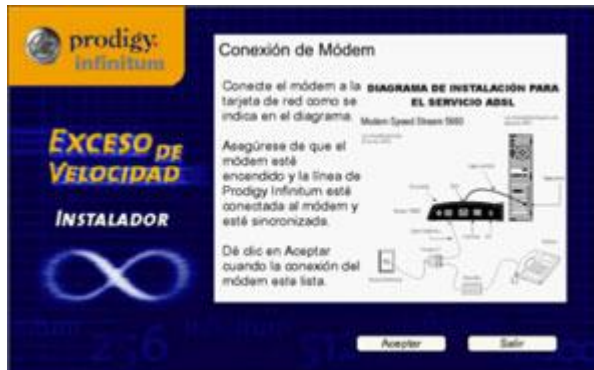 prodigy
infinitum
EXCESO DE
VELOCIDAD
INSTALADOR
Conexión de Módem
Conecte el módem a la
tarjeta de red como se
indica en el diagrama.
Asegúrese de que el
módem esté
encendido y la línea de
Prodigy Infinitum esté
conectada al módem y
esté sincronizada.
Dé clic en Aceptar
cuando la conexión del
módem este lista.
DIAGRAMA DE INSTALACIÓN PARA
EL SERVICIO ADSL
Modem Speed Stream
Aceptar
Salir